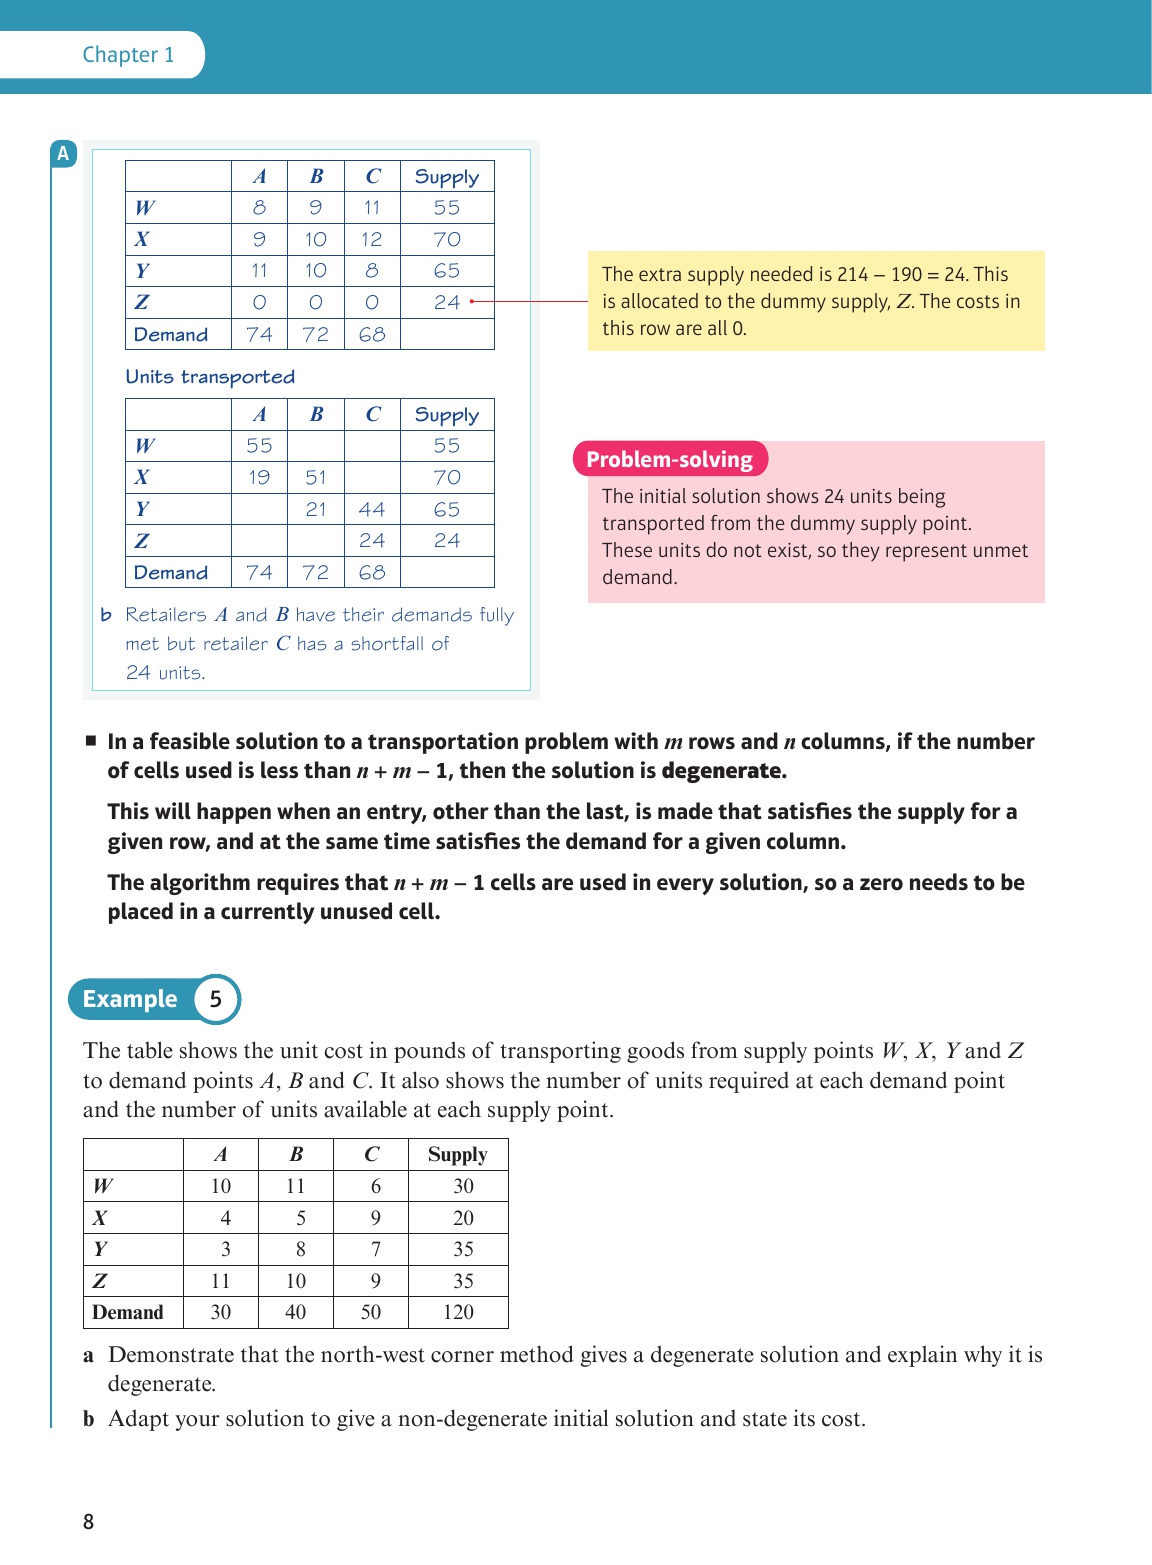 Chapter 1
A
A B C Supply
W 8 9 11 55
X 9 10 12 70
Y 11 10 8 65
Z 0 0 0 24
Demand 74 72 68
The extra supply needed is 214 – 190 = 24. This
is allocated to the dummy supply, Z. The costs in
this row are all 0.
Units transported
A B C Supply
W 55 55
X 19 51 70
Y 21 44 65
Z 24 24
Demand 74 72 68
Problem-solving
The initial solution shows 24 units being
transported from the dummy supply point.
These units do not exist, so they represent unmet
demand.
b Retailers A and B have their demands fully
met but retailer C has a shortfall of
24 units.
■ In a feasible solution to a transportation problem with m rows and n columns, if the number
of cells used is less than n + m – 1, then the solution is degenerate.
This will happen when an entry, other than the last, is made that satisfies the supply for a
given row, and at the same time satisfies the demand for a given column.
The algorithm requires that n + m – 1 cells are used in every solution, so a zero needs to be
placed in a currently unused cell.
Example 5
The table shows the unit cost in pounds of transporting goods from supply points W, X, Y and Z
to demand points A, B and C. It also shows the number of units required at each demand point
and the number of units available at each supply point.
A B C Supply
W 10 11 6 30
X 4 5 9 20
Y 3 8 7 35
Z 11 10 9 35
Demand 30 40 50 120
a Demonstrate that the north-west corner method gives a degenerate solution and explain why it is
degenerate.
b Adapt your solution to give a non-degenerate initial solution and state its cost.
8